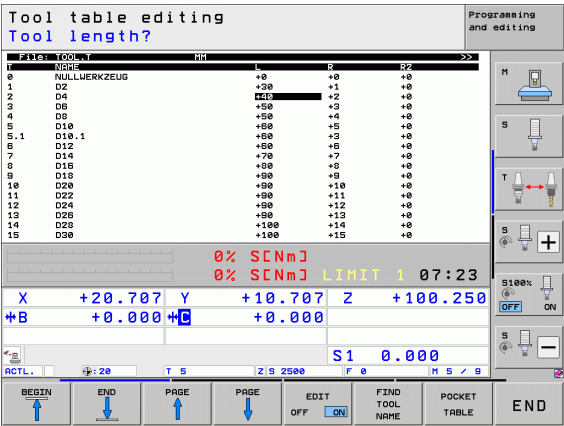 Tool table editing
Tool length?
Programming
and editing
File: TOOL.T MM >>
T NAME L R R2
0 NULLWERKZEUG +0 +0 +0
1 D2 +30 +1 +0
2 D4 +40 +2 +0
3 D6 +50 +3 +0
4 D8 +50 +4 +0
5 D10 +60 +5 +0
5.1 D10.1 +60 +3 +0
6 D12 +60 +6 +0
7 D14 +70 +7 +0
8 D16 +80 +8 +0
9 D18 +90 +9 +0
10 D20 +90 +10 +0
11 D22 +90 +11 +0
12 D24 +90 +12 +0
13 D26 +90 +13 +0
14 D28 +100 +14 +0
15 D30 +100 +15 +0
0% S[Nm]
0% S[Nm] LIMIT 1 07:23
X +20.707 Y +10.707 Z +100.250
B +0.000 C +0.000
S1 0.000
ACTL. :20 T 5 Z S 2500 F 0 M 5 / 9
M
S
T
S
+
S100%
OFF ON
S
−
BEGIN
END
PAGE
PAGE
EDIT
OFF ON
FIND
TOOL
NAME
POCKET
TABLE
END